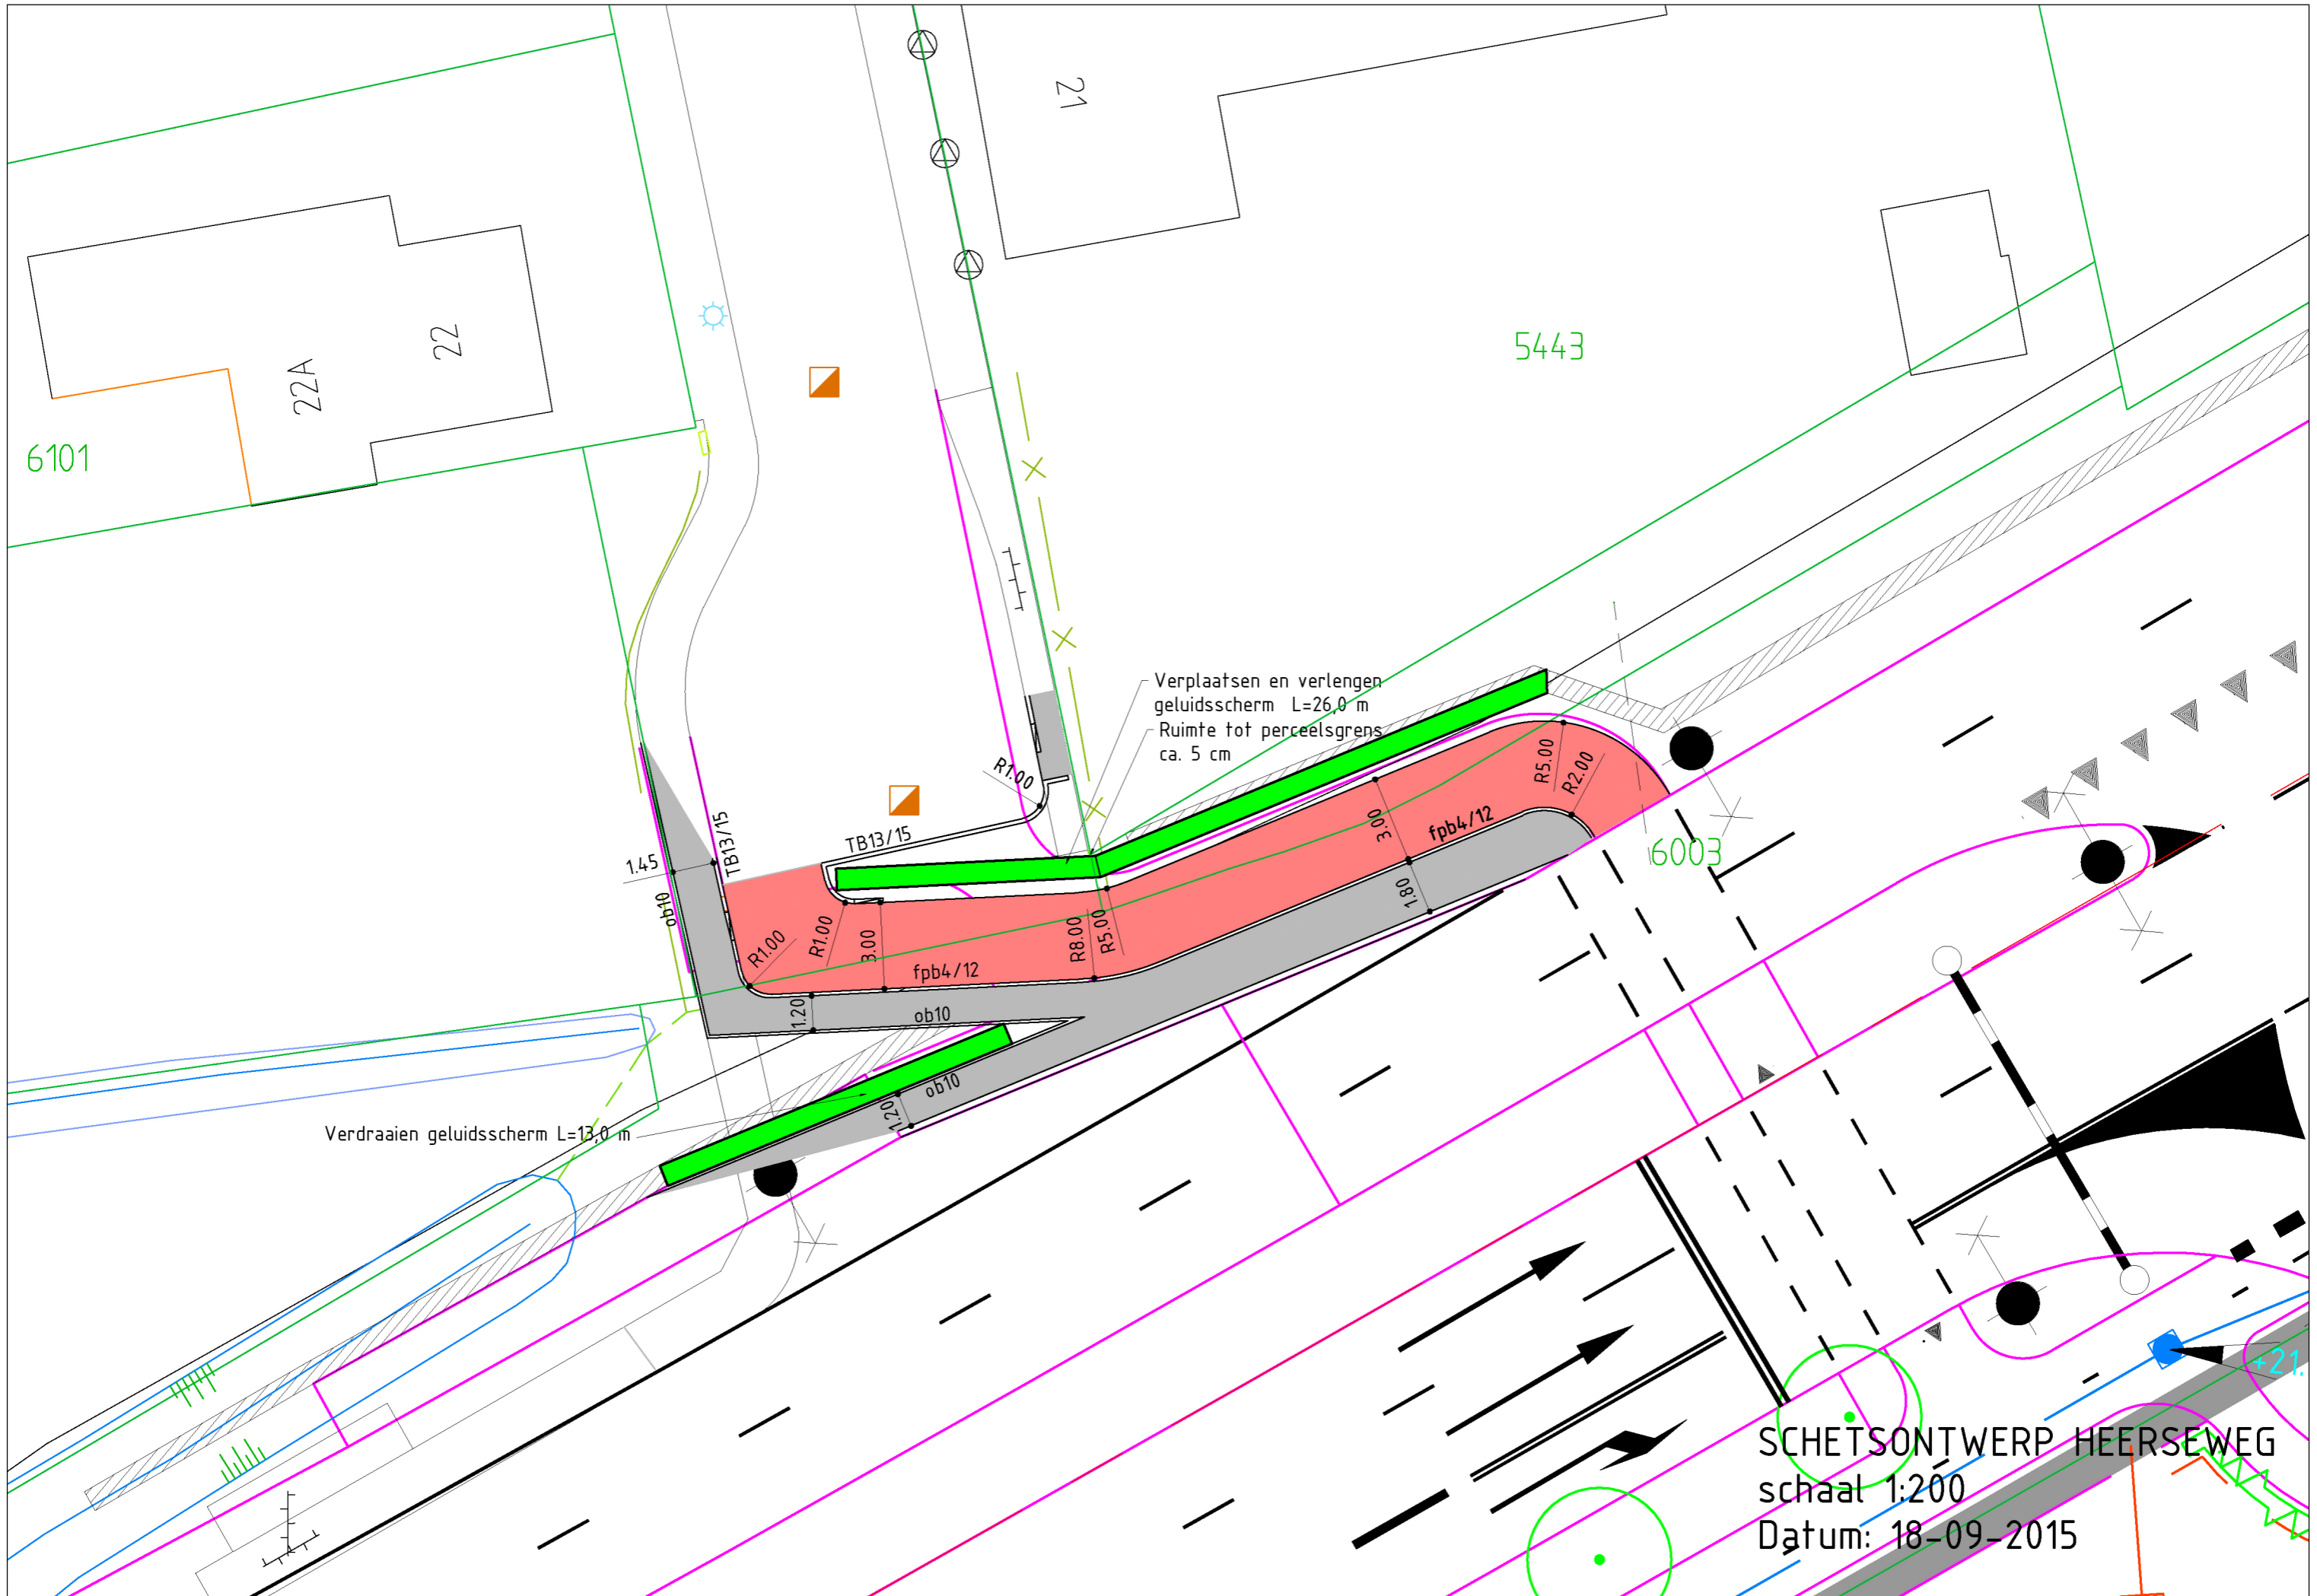 21
22
22A
5443
6101
Verplaatsen en verlengen
geluidsscherm L=26,0 m
Ruimte tot perceelsgrens
ca. 5 cm
R1.00
TB13/15
TB13/15
1.45
ob10
R5.00
R2.00
3.00
fpb4/12
6003
1.80
R1.00
R1.00
3.00
R8.00
R5.00
fpb4/12
1.20
ob10
ob10
1.20
Verdraaien geluidsscherm L=13,0 m
+21.
SCHETSONTWERP HEERSEWEG
schaal 1:200
Datum: 18-09-2015